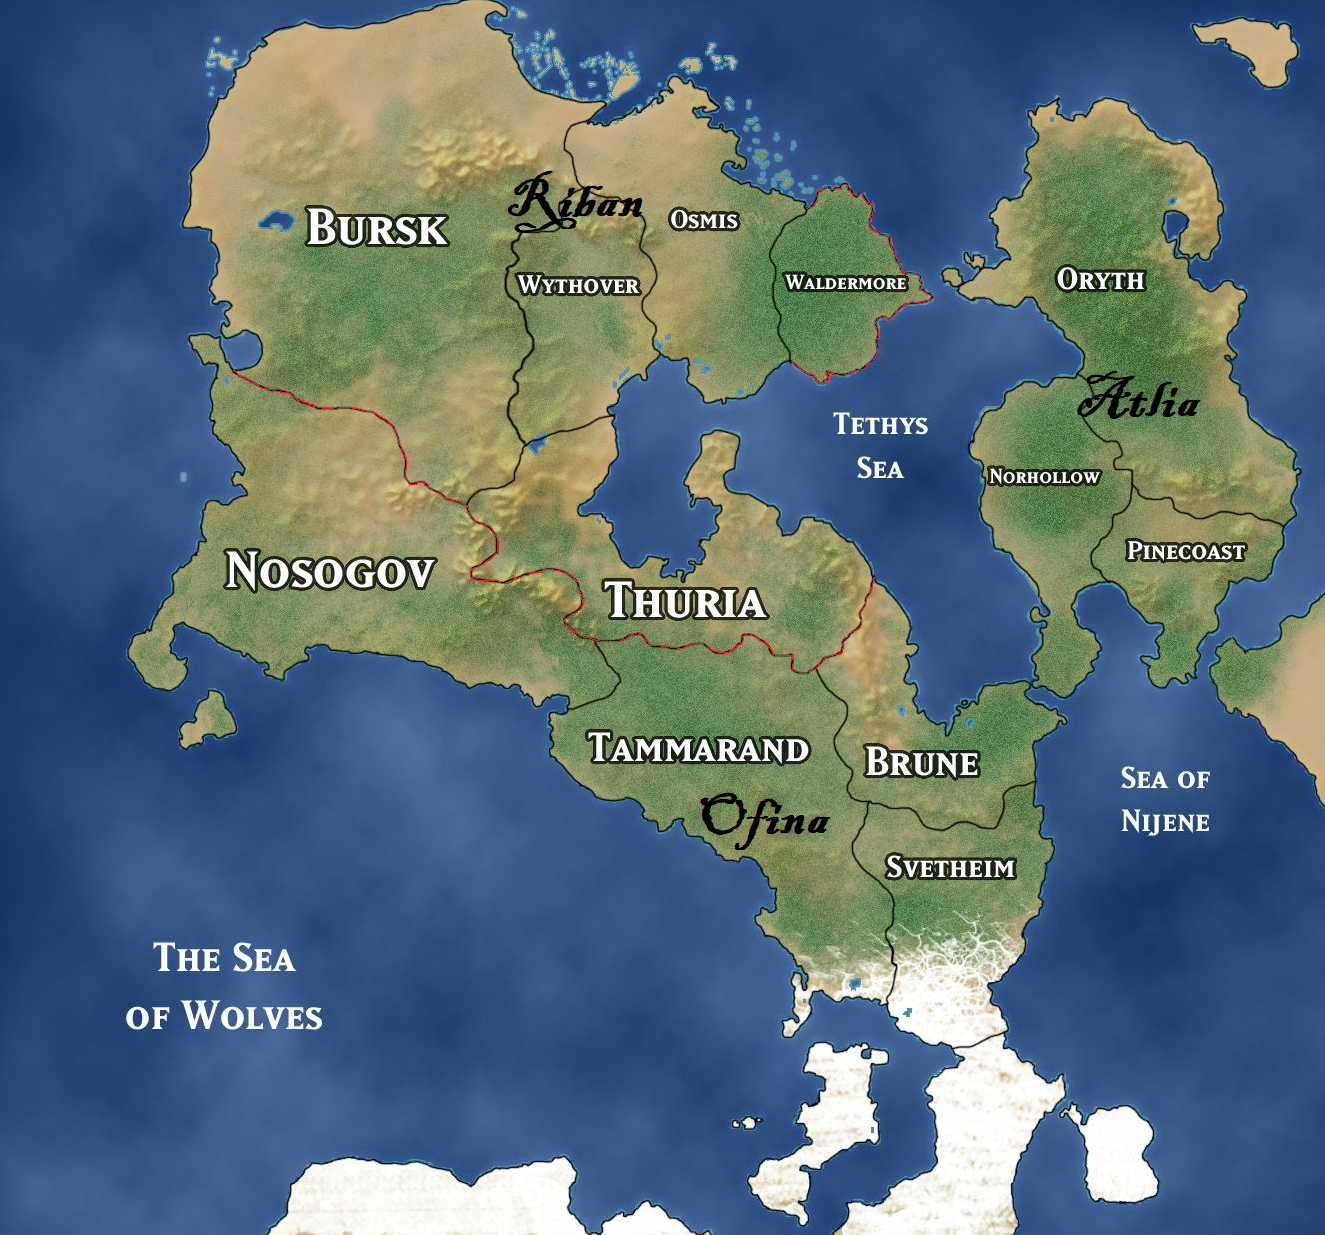 Riban
Bursk
Osmis
Wythover
Waldermore
Oryth
Atlia
Tethys
Sea
Norhollow
Pinecoast
Nosogov
Thuria
Tammarand
Brune
Ofina
Svetheim
Sea of
Nijene
The Sea
of Wolves